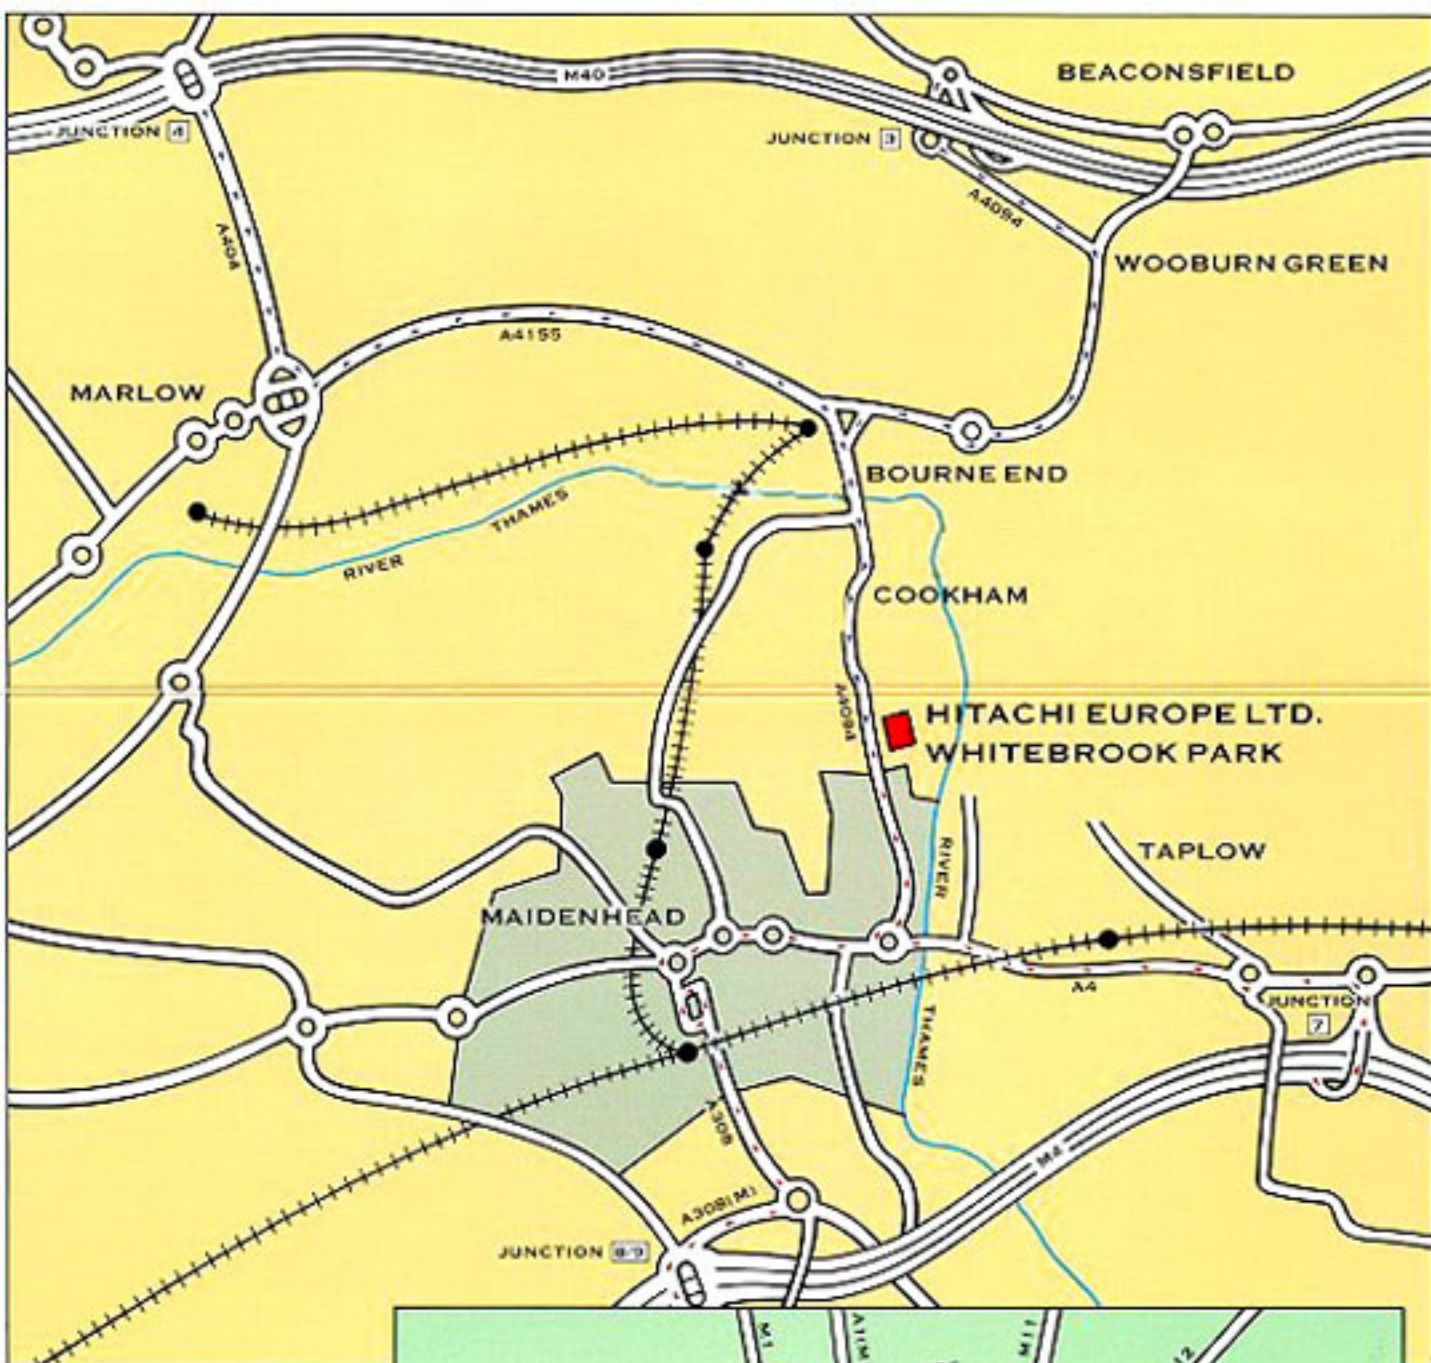 M40
BEACONSFIELD
JUNCTION 4
JUNCTION 3
A4094
A404
WOOBURN GREEN
A4155
MARLOW
BOURNE END
THAMES
RIVER
COOKHAM
A4094
HITACHI EUROPE LTD.
WHITEBROOK PARK
RIVER
TAPLOW
MAIDENHEAD
A4
JUNCTION
7
THAMES
A308
M4
A308(M)
JUNCTION 8/9
M1
A1(M
M11